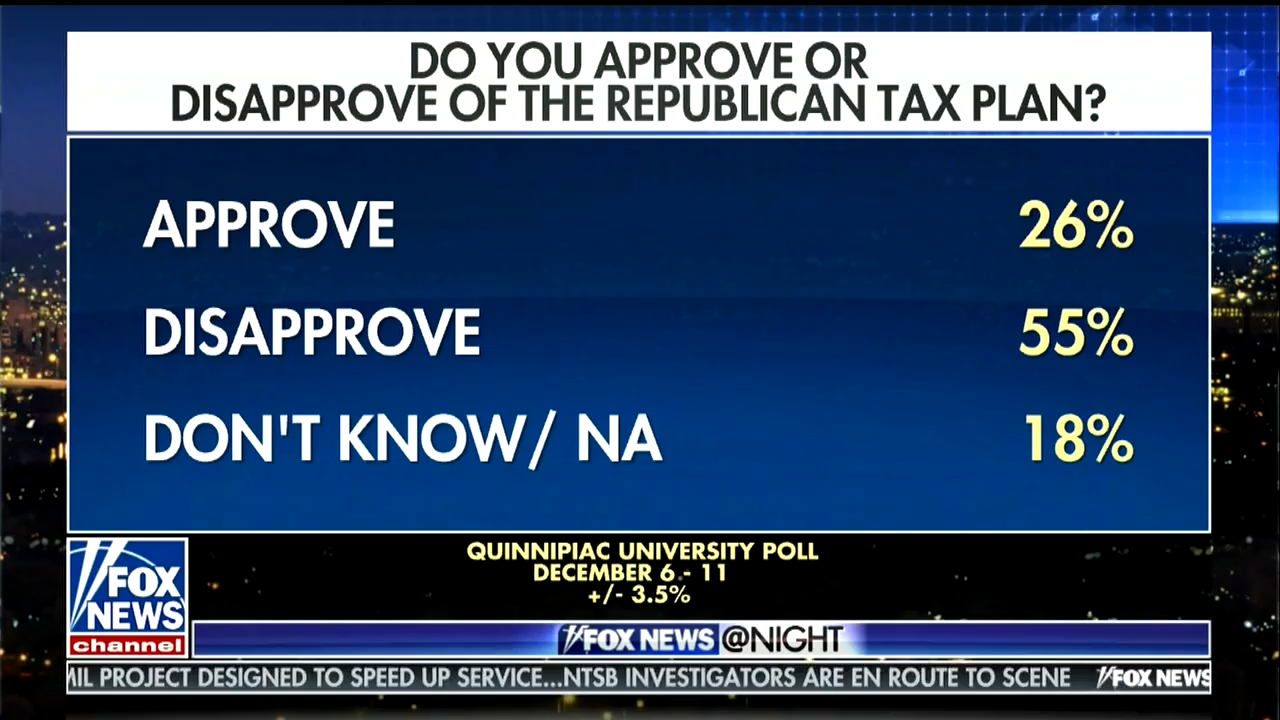 DO YOU APPROVE OR
DISAPPROVE OF THE REPUBLICAN TAX PLAN?
APPROVE 26%
DISAPPROVE 55%
DON'T KNOW/ NA 18%
QUINNIPIAC UNIVERSITY POLL
DECEMBER 6 - 11
+/- 3.5%
FOX
NEWS
channel
FOX NEWS @NIGHT
PROJECT DESIGNED TO SPEED UP SERVICE...NTSB INVESTIGATORS ARE EN ROUTE TO SCENE FOX NEWS